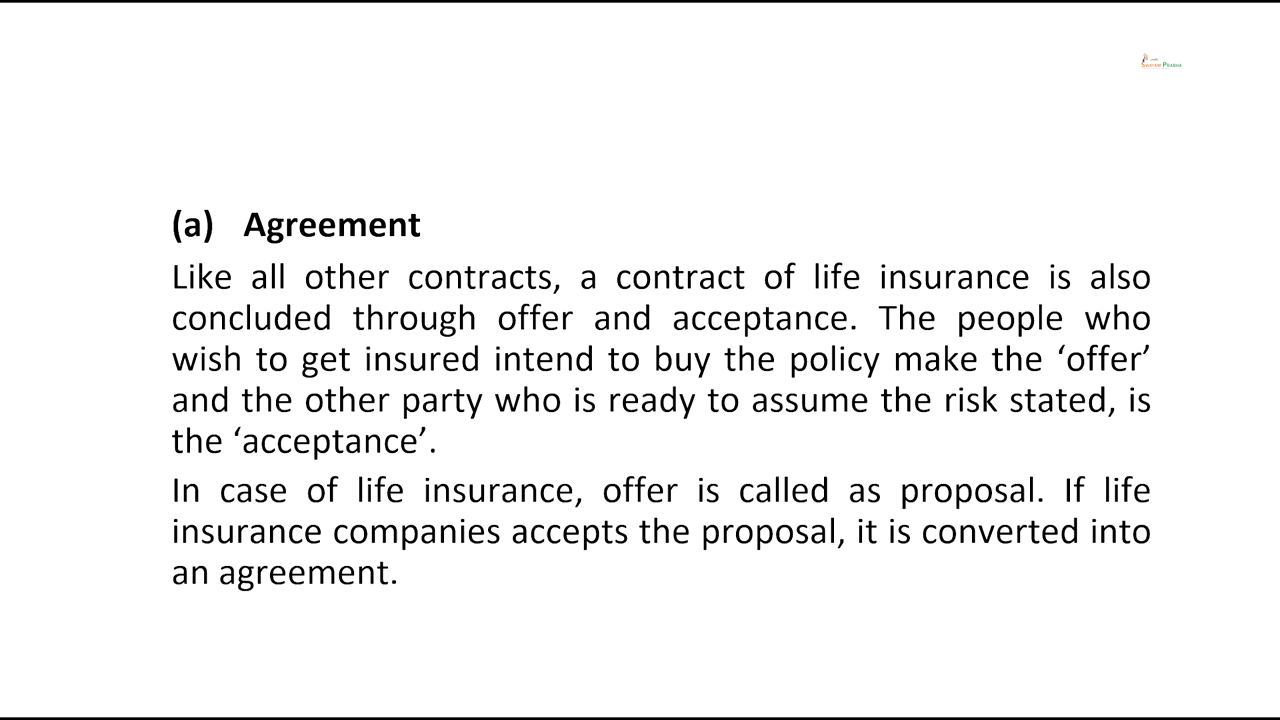 SWAYAM PRABHA
(a) Agreement
Like all other contracts, a contract of life insurance is also
concluded through offer and acceptance. The people who
wish to get insured intend to buy the policy make the ‘offer’
and the other party who is ready to assume the risk stated, is
the ‘acceptance’.
In case of life insurance, offer is called as proposal. If life
insurance companies accepts the proposal, it is converted into
an agreement.